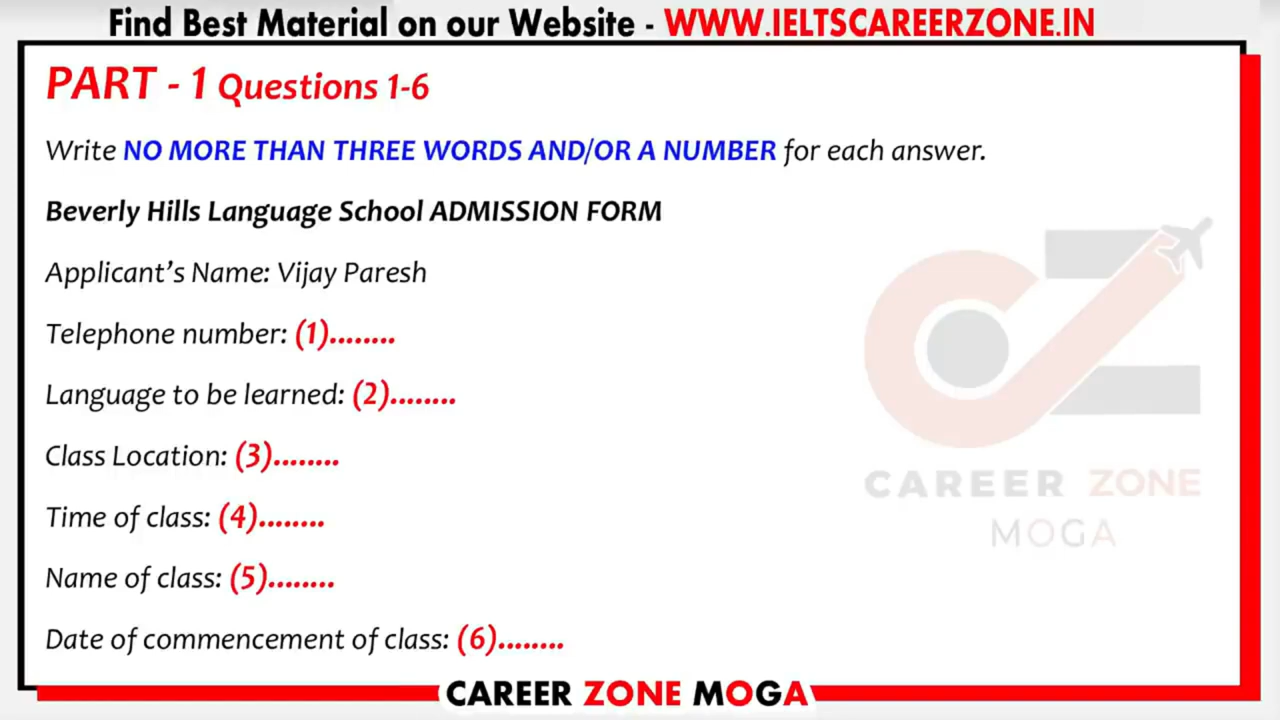 Find Best Material on our Website - WWW.IELTSCAREERZONE.IN
PART - 1 Questions 1-6
Write NO MORE THAN THREE WORDS AND/OR A NUMBER for each answer.
Beverly Hills Language School ADMISSION FORM
Applicant’s Name: Vijay Paresh
Telephone number: (1)........
Language to be learned: (2)........
Class Location: (3)........
Time of class: (4)........
Name of class: (5)........
Date of commencement of class: (6)........
CAREER ZONE
MOGA
CAREER ZONE MOGA